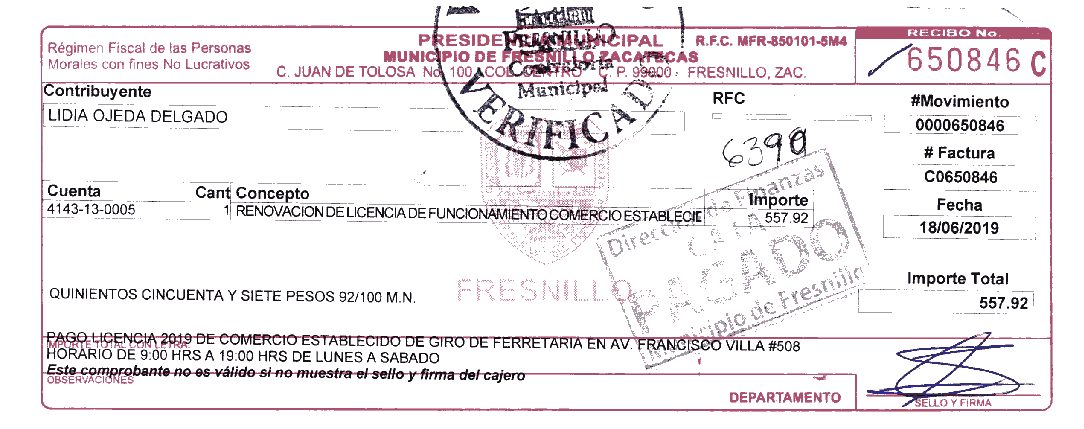 Régimen Fiscal de las Personas
Morales con fines No Lucrativos
PRESIDENCIA MUNICIPAL
MUNICIPIO DE FRESNILLO ZACATECAS
C. JUAN DE TOLOSA No. 100 COL. CENTRO C. P. 99000 FRESNILLO, ZAC.
R.F.C. MFR-850101-5M4
RECIBO No.
650846 C
FRESNILLO
Contraloría
Municipal
VERIFICADO
Contribuyente
LIDIA OJEDA DELGADO
RFC
6390
#Movimiento
0000650846
# Factura
C0650846
Fecha
18/06/2019
Cuenta Cant Concepto Importe
4143-13-0005 1 RENOVACION DE LICENCIA DE FUNCIONAMIENTO COMERCIO ESTABLECIE 557.92
Dirección de Finanzas
CAJA
PAGADO
Municipio de Fresnillo
FRESNILLO
Importe Total
557.92
QUINIENTOS CINCUENTA Y SIETE PESOS 92/100 M.N.
IMPORTE TOTAL CON LETRA
PAGO LICENCIA 2019 DE COMERCIO ESTABLECIDO DE GIRO DE FERRETARIA EN AV. FRANCISCO VILLA #508
HORARIO DE 9:00 HRS A 19:00 HRS DE LUNES A SABADO
Este comprobante no es válido si no muestra el sello y firma del cajero
OBSERVACIONES
DEPARTAMENTO
SELLO Y FIRMA